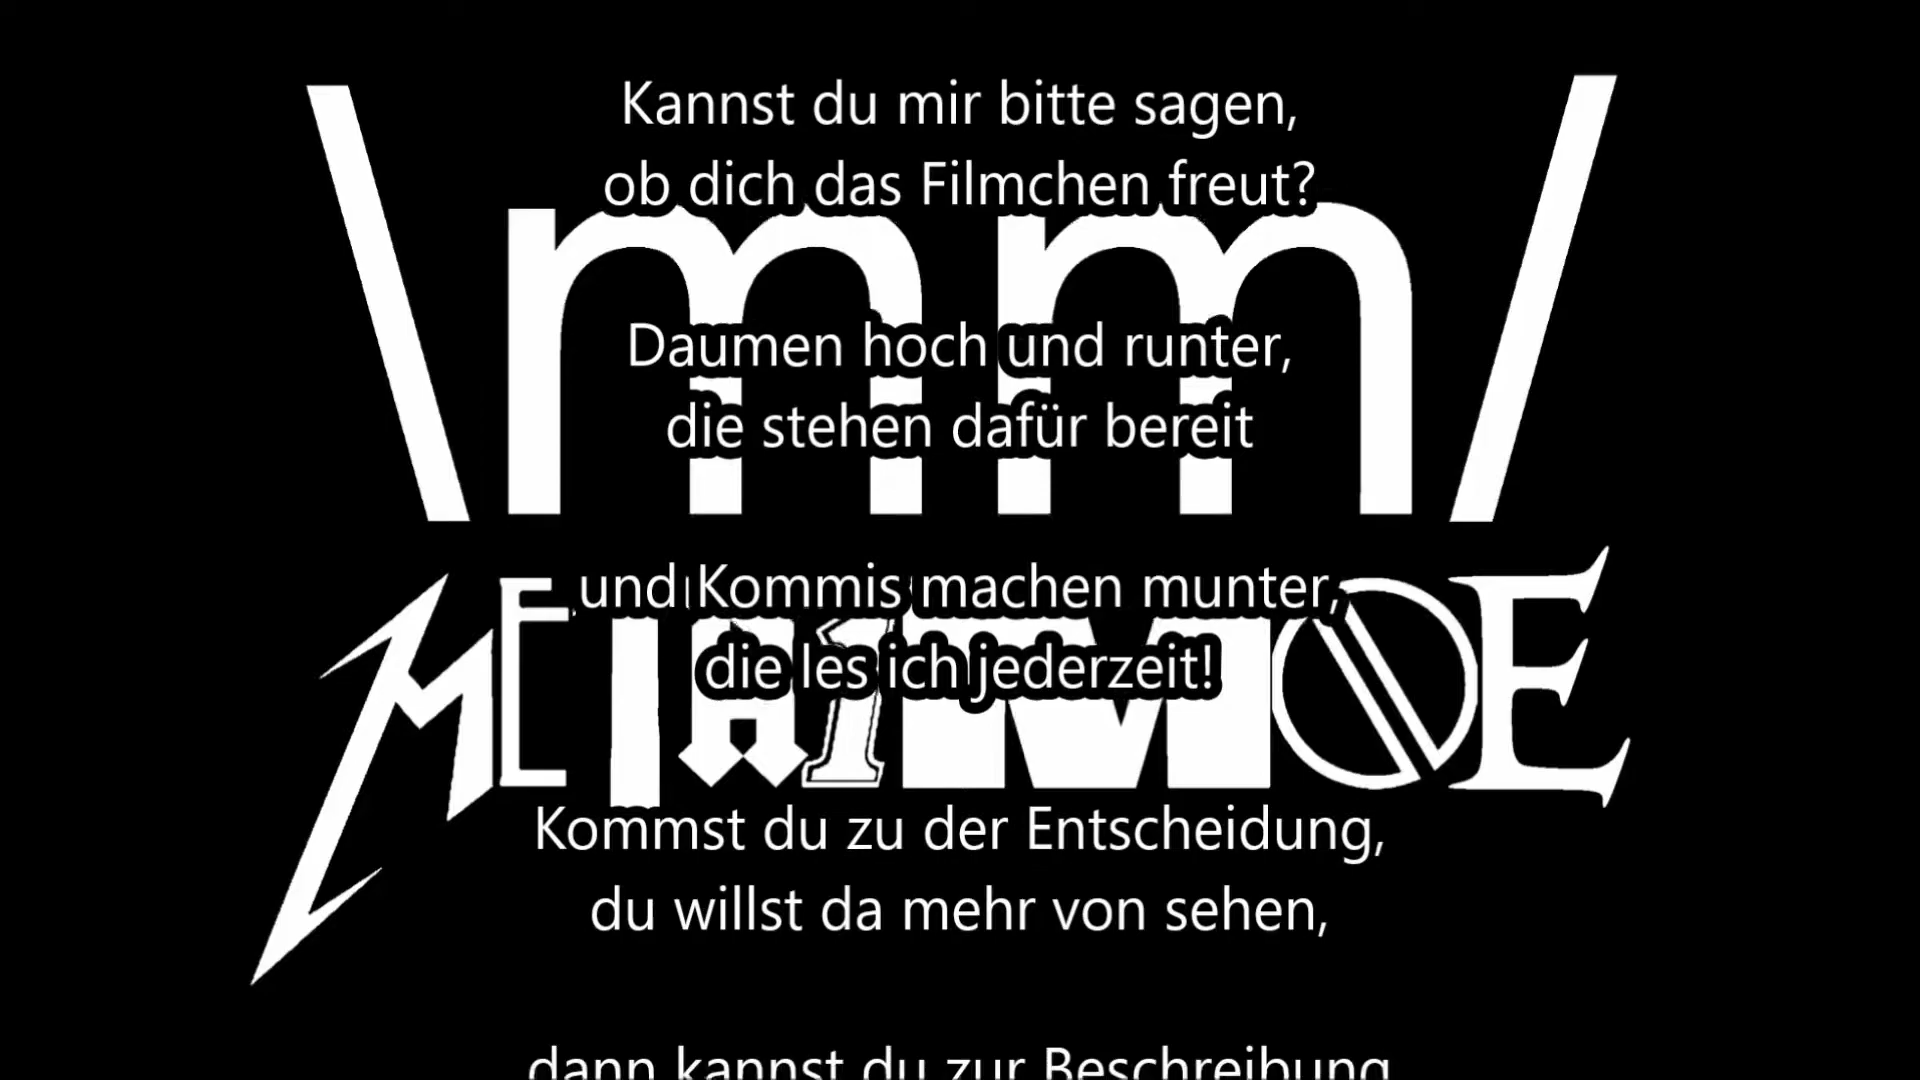 Kannst du mir bitte sagen,
ob dich das Filmchen freut?
\mm/
Daumen hoch und runter,
die stehen dafür bereit
und Kommis machen munter,
die les ich jederzeit!
Kommst du zu der Entscheidung,
du willst da mehr von sehen,
dann kannst du zur Beschreibung